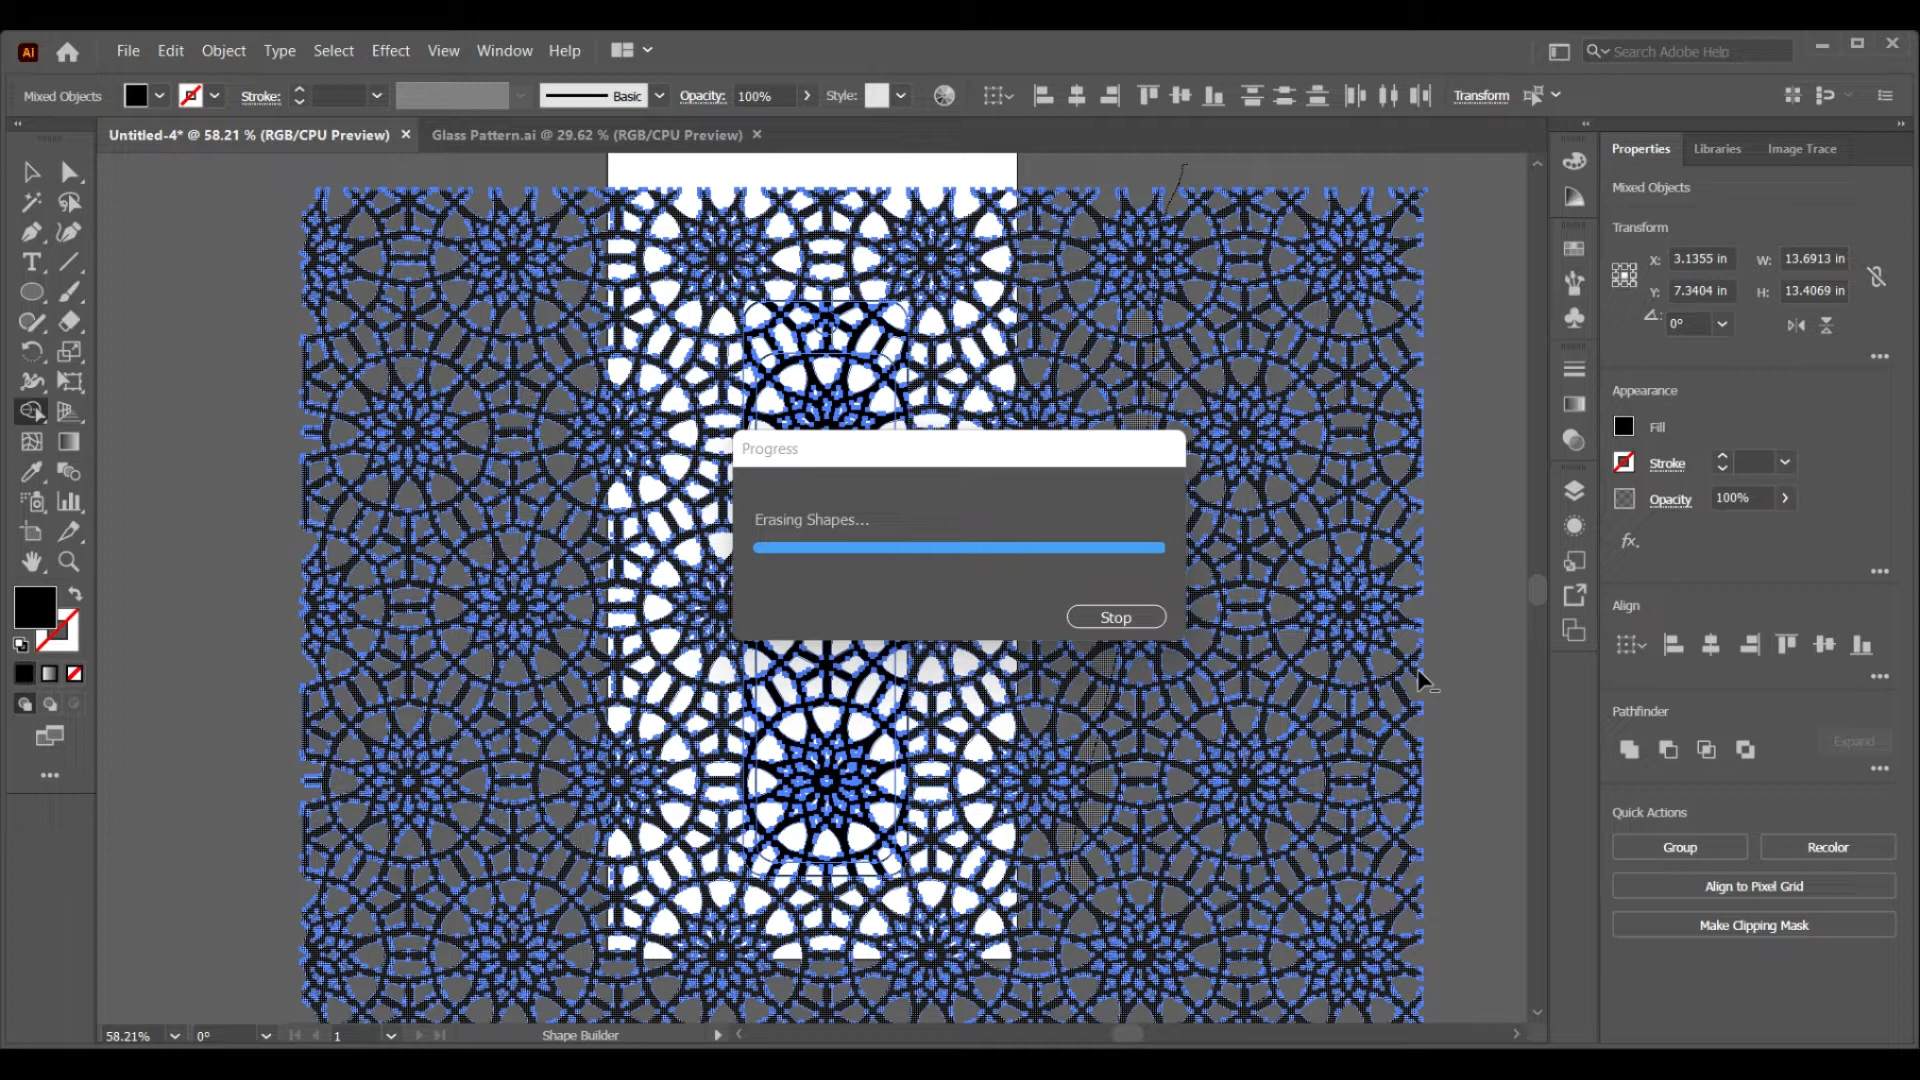 Ai File Edit Object Type Select Effect View Window Help Search Adobe Help
Mixed Objects Stroke: Basic Opacity: 100% Style: Transform
Untitled-4* @ 58.21 % (RGB/CPU Preview) × Glass Pattern.ai @ 29.62 % (RGB/CPU Preview) ×
Properties Libraries Image Trace
Mixed Objects
Transform
X: 3.1355 in W: 13.6913 in
Y: 7.3404 in H: 13.4069 in
0°
Appearance
Fill
Stroke
Opacity 100%
fx.
Align
Pathfinder
Expand
Quick Actions
Group Recolor
Align to Pixel Grid
Make Clipping Mask
Progress
Erasing Shapes...
Stop
58.21% 0° 1 Shape Builder